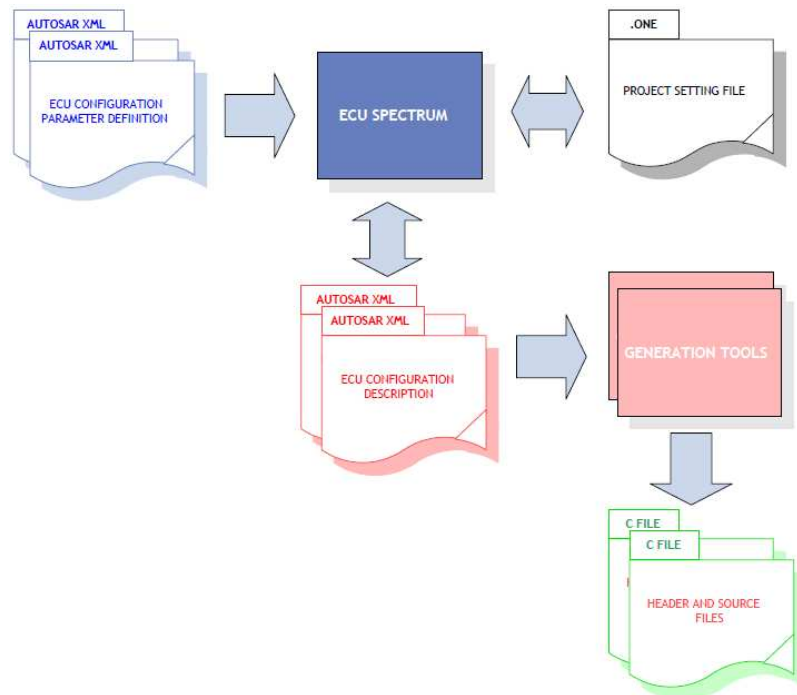 AUTOSAR XML
AUTOSAR XML
ECU CONFIGURATION
PARAMETER DEFINITION
ECU SPECTRUM
.ONE
PROJECT SETTING FILE
AUTOSAR XML
AUTOSAR XML
ECU CONFIGURATION
DESCRIPTION
GENERATION TOOLS
C FILE
C FILE
HEADER AND SOURCE
FILES